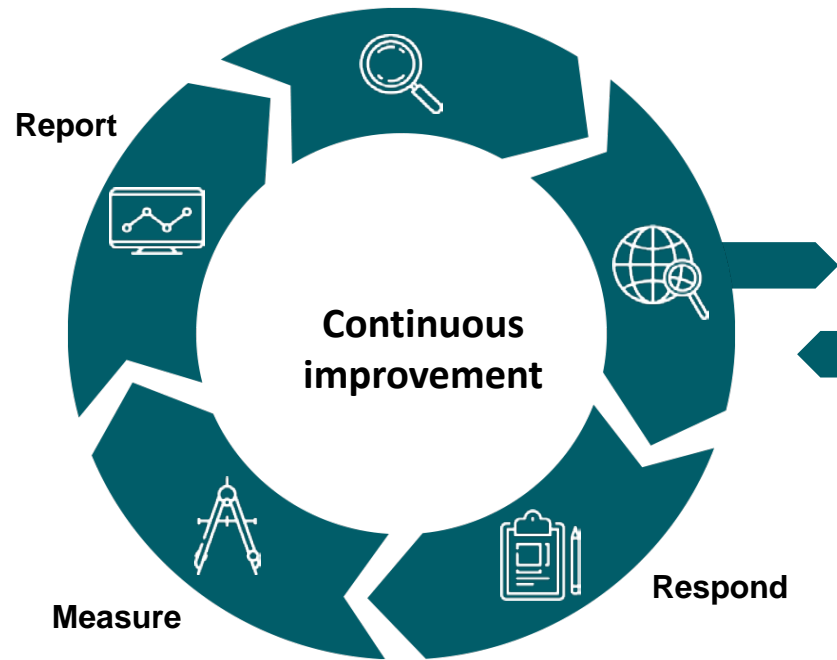 Report
Continuous
improvement
Respond
Measure